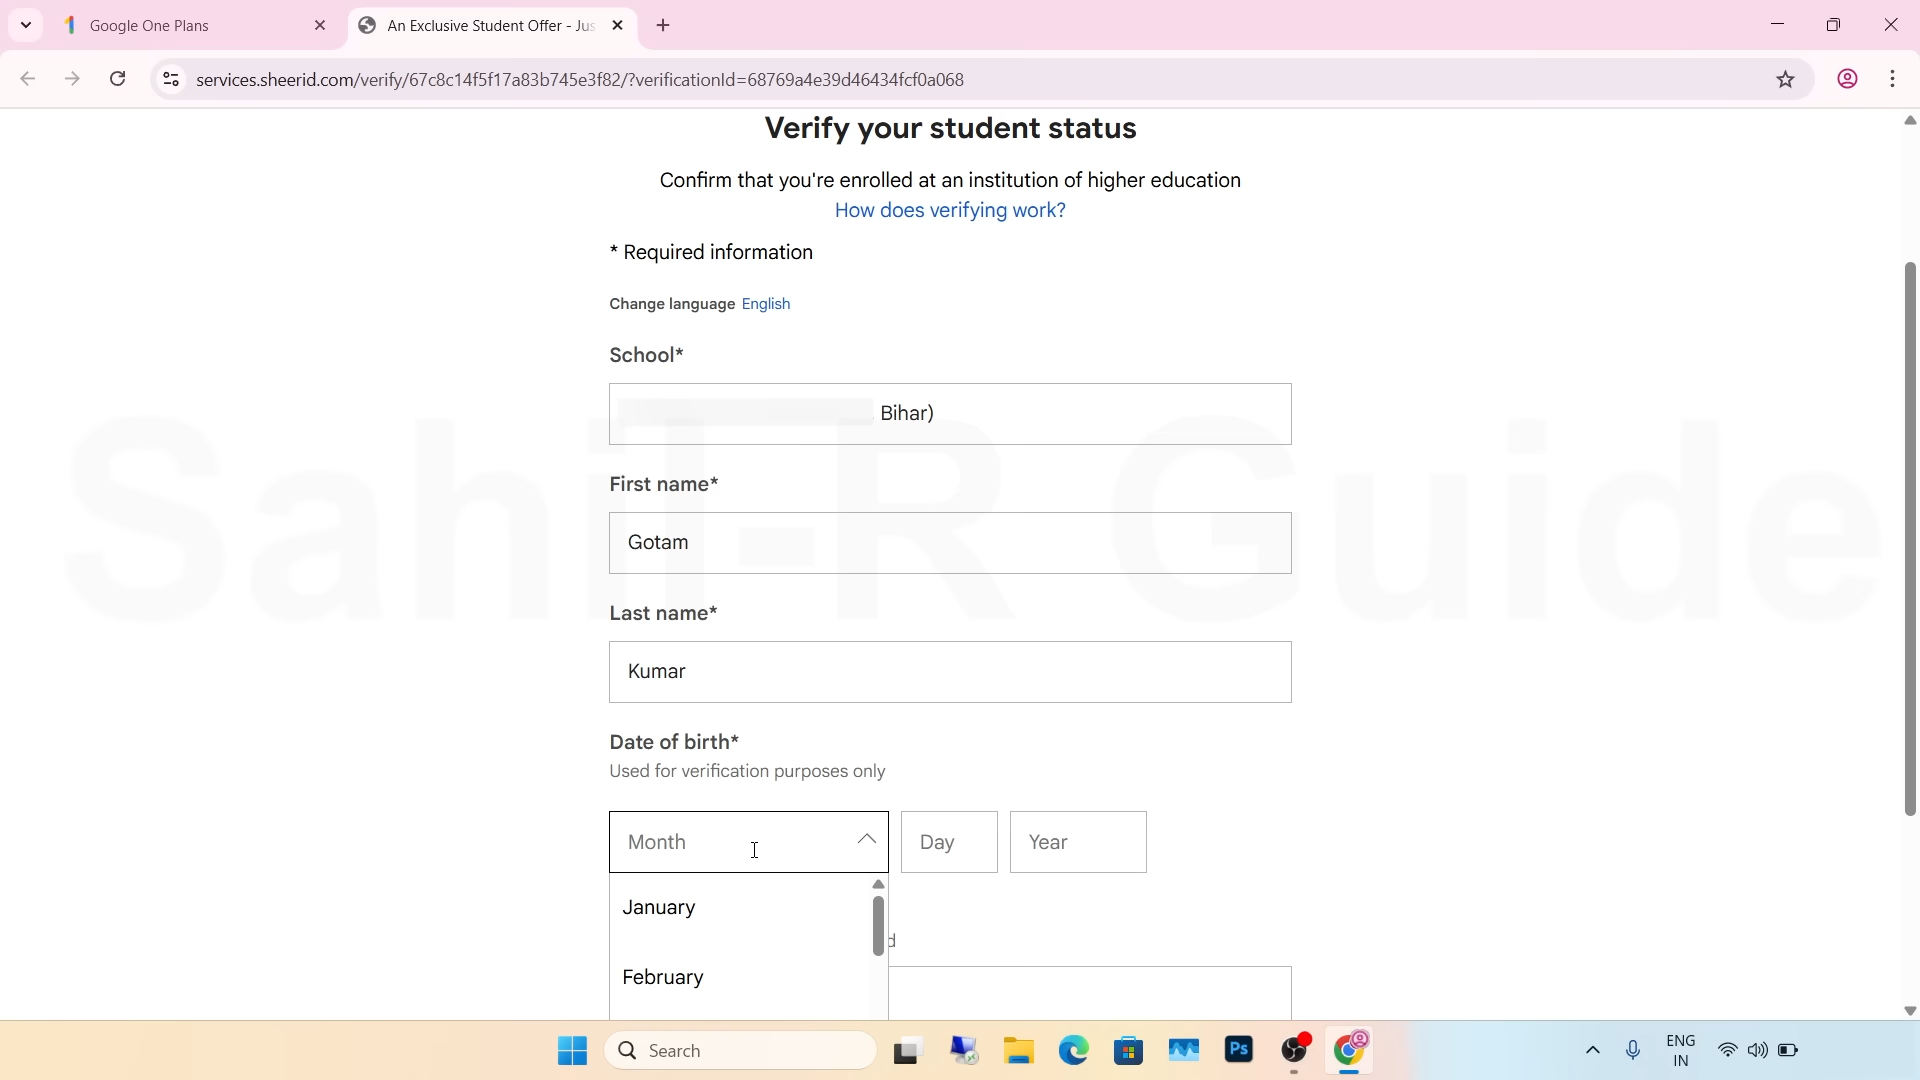 Google One Plans
An Exclusive Student Offer - Jus
services.sheerid.com/verify/67c8c14f5f17a83b745e3f82/?verificationId=68769a4e39d46434fcf0a068
Verify your student status
Confirm that you're enrolled at an institution of higher education
How does verifying work?
* Required information
Change language English
School*
Bihar)
Sahil-R Guide
First name*
Gotam
Last name*
Kumar
Date of birth*
Used for verification purposes only
Month
Day
Year
January
February
Search
Ps
ENG
IN